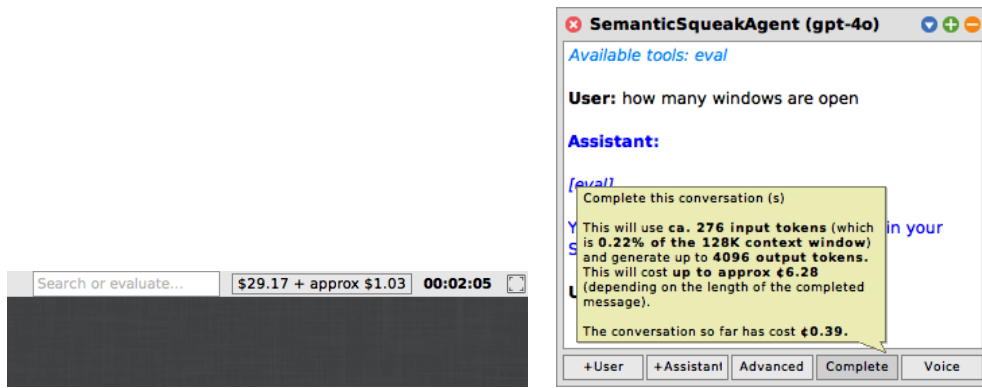 Search or evaluate...
$29.17 + approx $1.03
00:02:05
SemanticSqueakAgent (gpt-4o)
Available tools: eval
User: how many windows are open
Assistant:
[eval]
in your
Complete this conversation (s)
This will use ca. 276 input tokens (which
is 0.22% of the 128K context window)
and generate up to 4096 output tokens.
This will cost up to approx ¢6.28
(depending on the length of the completed
message).
The conversation so far has cost ¢0.39.
+User
+Assistant
Advanced
Complete
Voice